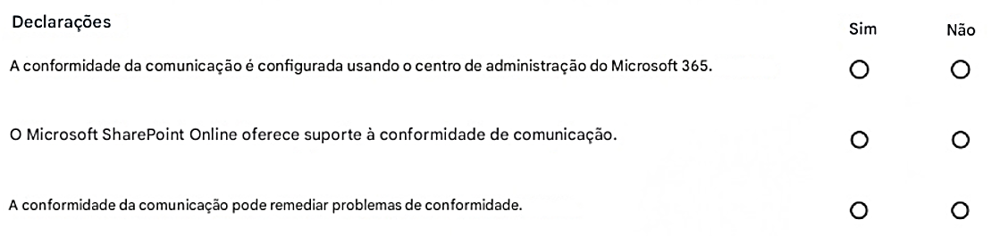 Declarações
Sim
Não
A conformidade da comunicação é configurada usando o centro de administração do Microsoft 365.
O Microsoft SharePoint Online oferece suporte à conformidade de comunicação.
A conformidade da comunicação pode remediar problemas de conformidade.